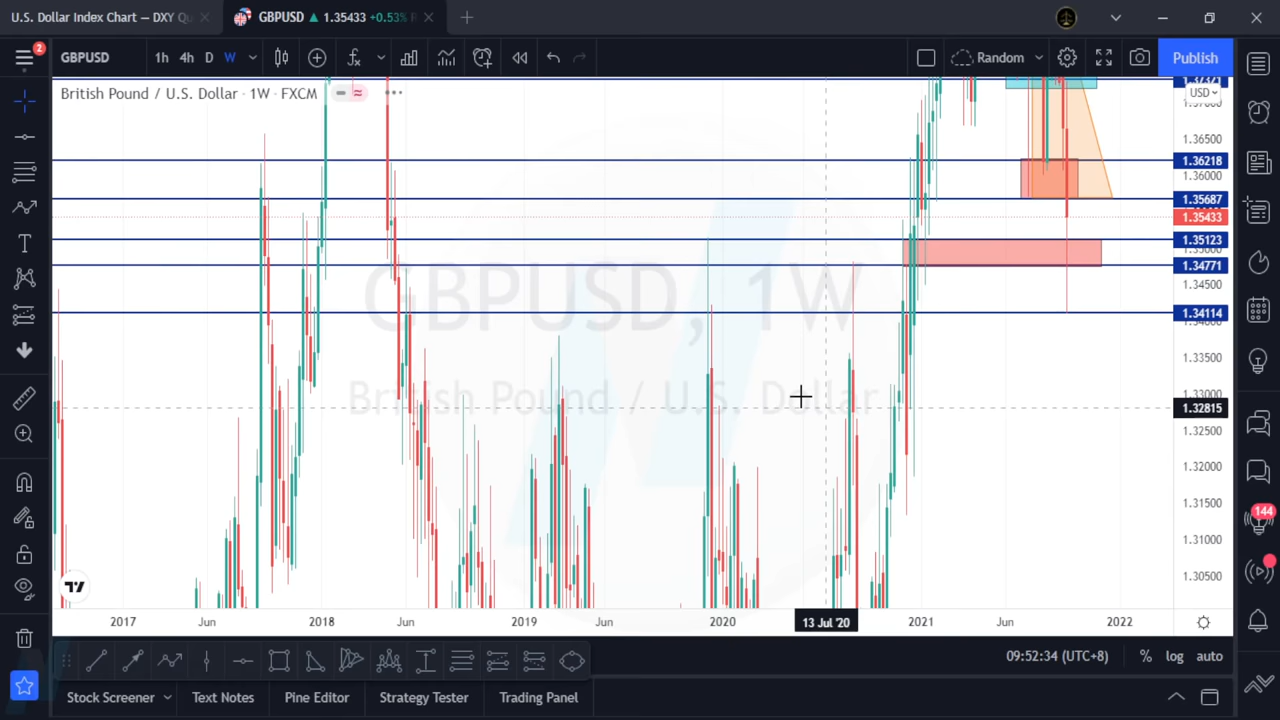 U.S. Dollar Index Chart — DXY Qu
GBPUSD ▲ 1.35433 +0.53%
2
GBPUSD 1h 4h D W
Random
Publish
British Pound / U.S. Dollar · 1W · FXCM
USD
1.36500
1.36218
1.36000
1.35687
1.35433
1.35123
1.34771
1.34500
1.34114
1.33500
1.32815
1.32500
1.32000
1.31500
1.31000
1.30500
GBPUSD, 1W
British Pound / U.S. Dollar
144
2017 Jun 2018 Jun 2019 Jun 2020 13 Jul '20 2021 Jun 2022
09:52:34 (UTC+8) % log auto
Stock Screener Text Notes Pine Editor Strategy Tester Trading Panel